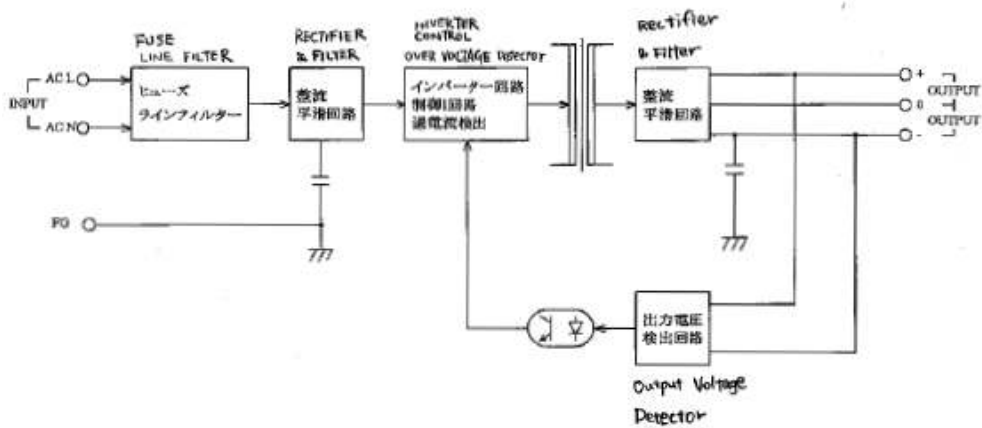 FUSE
LINE FILTER
RECTIFIER
& FILTER
INVERTER
CONTROL
OVER VOLTAGE DETECTOR
Rectifier
& Filter
INPUT
AC L
AC N
ヒューズ
ラインフィルター
整流
平滑回路
インバーター回路
制御回路
過電流検出
整流
平滑回路
+
0
-
OUTPUT
OUTPUT
FG
出力電圧
検出回路
Output Voltage
Detector